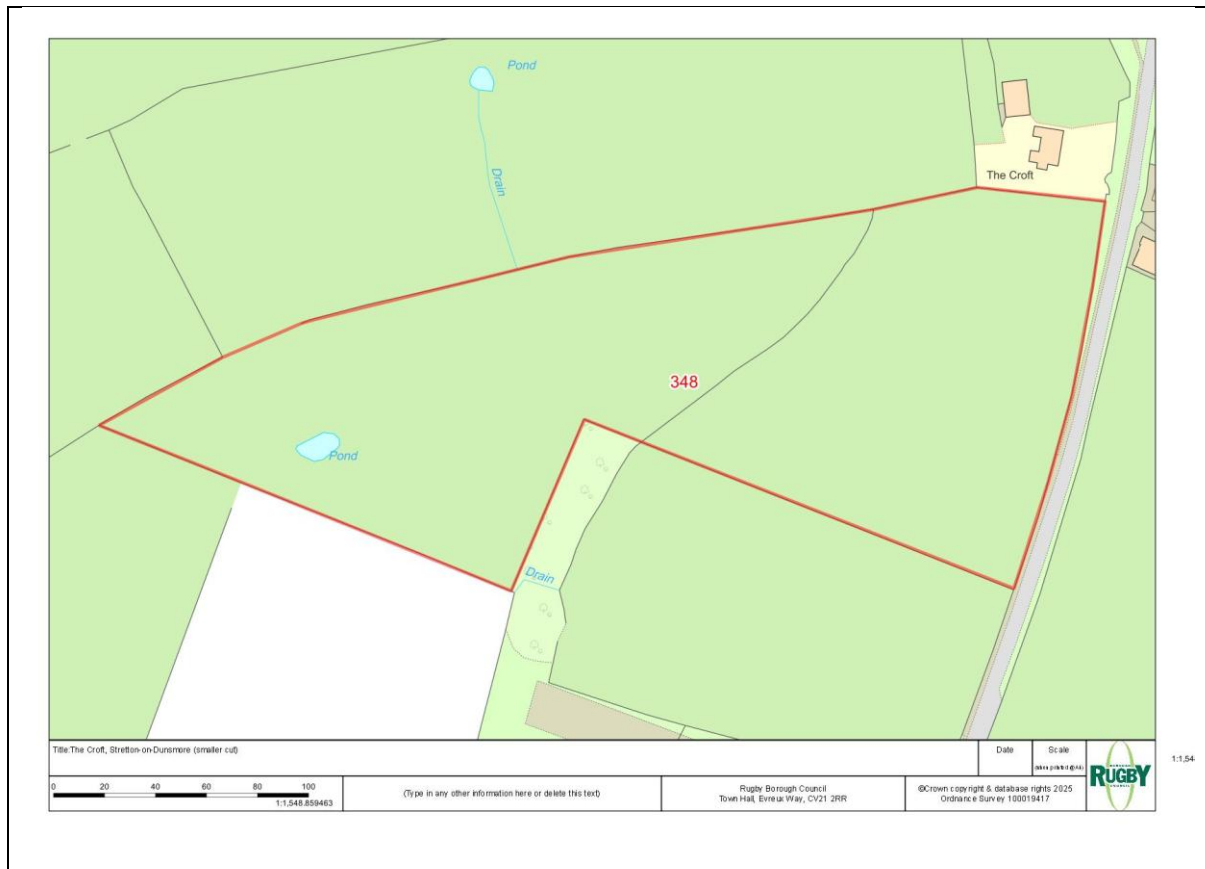 Pond
Drain
The Croft
348
Pond
Drain
Title:The Croft, Stretton-on-Dunsmore (smaller cut)
Date
Scale
0 20 40 60 80 100
1:1,548.859463
(Type in any other information here or delete this text)
Rugby Borough Council
Town Hall, Evreux Way, CV21 2RR
©Crown copyright & database rights 2025
Ordnance Survey 100019417
RUGBY
1:1,54